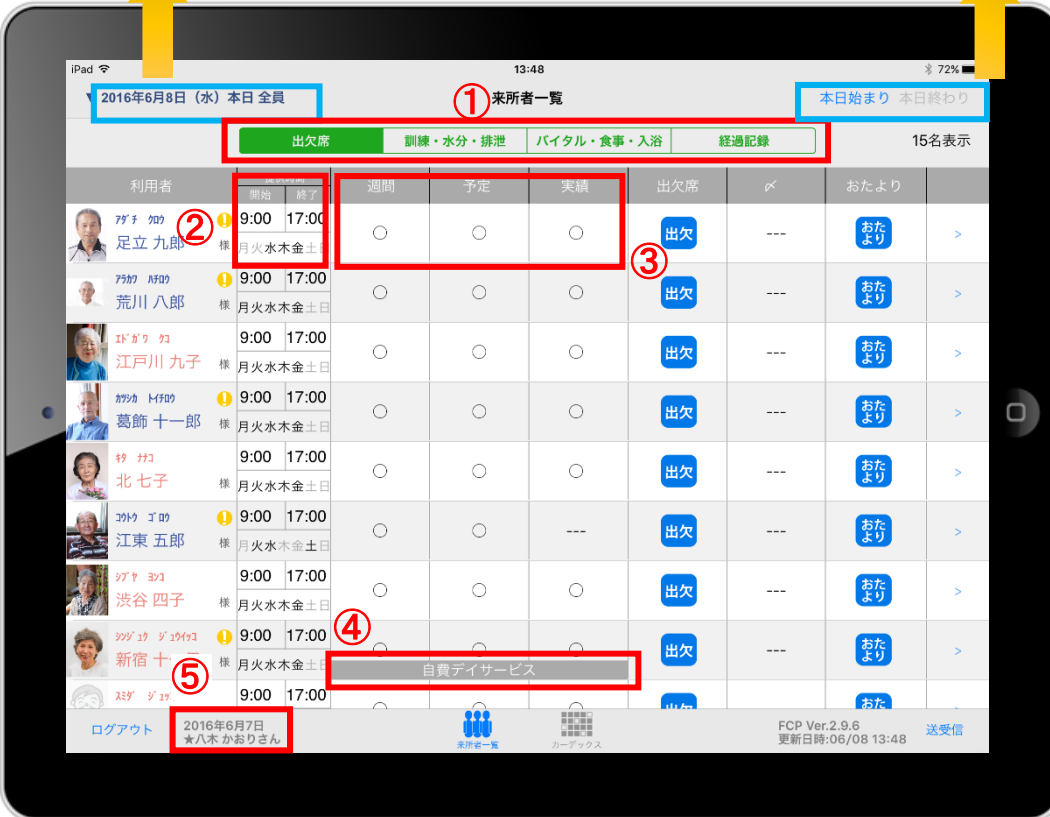 iPad 13:48 72%
2016年6月8日（水）本日 全員 ① 来所者一覧 本日始まり 本日終わり
出欠席 訓練・水分・排泄 バイタル・食事・入浴 経過記録 15名表示
利用者 提供時間 週間 予定 実績 出欠席 〆 おたより
開始 終了
ｱﾀﾞﾁ ｸﾛｳ ② 9:00 17:00 ③
足立 九郎 様 月火水木金土日 ○ ○ ○ 出欠 --- おたより >
ｱﾗｶﾜ ﾊﾁﾛｳ 9:00 17:00
荒川 八郎 様 月火水木金土日 ○ ○ ○ 出欠 --- おたより >
ｴﾄﾞｶﾞﾜ ｸｺ 9:00 17:00
江戸川 九子 様 月火水木金土日 ○ ○ ○ 出欠 --- おたより >
ｶﾂｼｶ ﾄｲﾁﾛｳ 9:00 17:00
葛飾 十一郎 様 月火水木金土日 ○ ○ ○ 出欠 --- おたより >
ｷﾀ ﾅﾅｺ 9:00 17:00
北 七子 様 月火水木金土日 ○ ○ ○ 出欠 --- おたより >
ｺｳﾄｳ ｺﾞﾛｳ 9:00 17:00
江東 五郎 様 月火水木金土日 ○ ○ --- 出欠 --- おたより >
ｼﾌﾞﾔ ﾖﾝｺ 9:00 17:00
渋谷 四子 様 月火水木金土日 ○ ○ ○ 出欠 --- おたより >
ｼﾝｼﾞｭｸ ｼﾞｭｳｲｯｺ 9:00 17:00 ④
新宿 十 様 月火水木金土日 ○ ○ ○ 出欠 --- おたより >
自費デイサービス
⑤ ｽﾐﾀﾞ 9:00 17:00 出欠 おた
ログアウト 2016年6月7日 ★八木 かおりさん 来所者一覧 カーデックス FCP Ver.2.9.6 更新日時:06/08 13:48 送受信